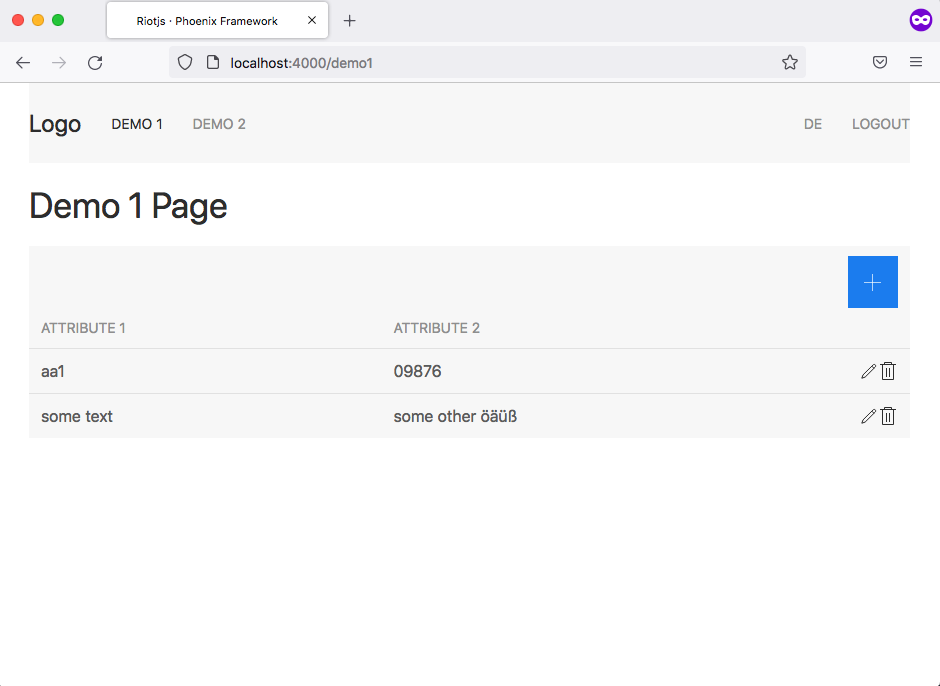 Riotjs · Phoenix Framework
localhost:4000/demo1
Logo DEMO 1 DEMO 2 DE LOGOUT
Demo 1 Page
ATTRIBUTE 1 ATTRIBUTE 2
aa1 09876
some text some other öäüß